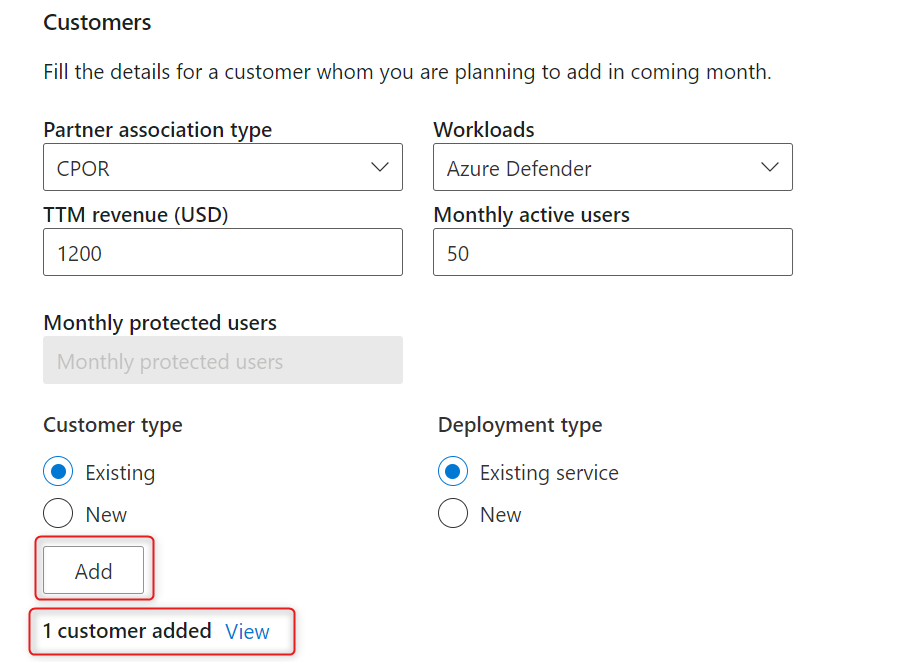 Customers
Fill the details for a customer whom you are planning to add in coming month.
Partner association type
Workloads
CPOR
Azure Defender
TTM revenue (USD)
Monthly active users
1200
50
Monthly protected users
Monthly protected users
Customer type
Deployment type
Existing
Existing service
New
New
Add
1 customer added View